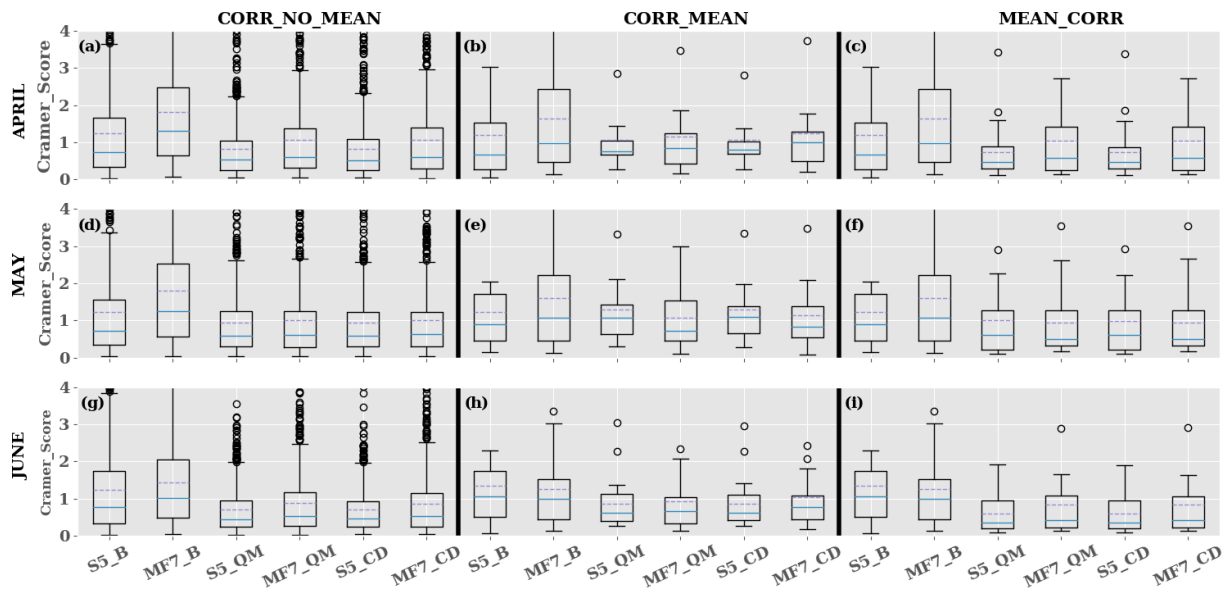 CORR_NO_MEAN CORR_MEAN MEAN_CORR
APRIL
Cramer_Score
4
3
2
1
0
(a) (b) (c)
MAY
Cramer_Score
4
3
2
1
0
(d) (e) (f)
JUNE
Cramer_Score
4
3
2
1
0
(g) (h) (i)
S5_B MF7_B S5_QM MF7_QM S5_CD MF7_CD S5_B MF7_B S5_QM MF7_QM S5_CD MF7_CD S5_B MF7_B S5_QM MF7_QM S5_CD MF7_CD